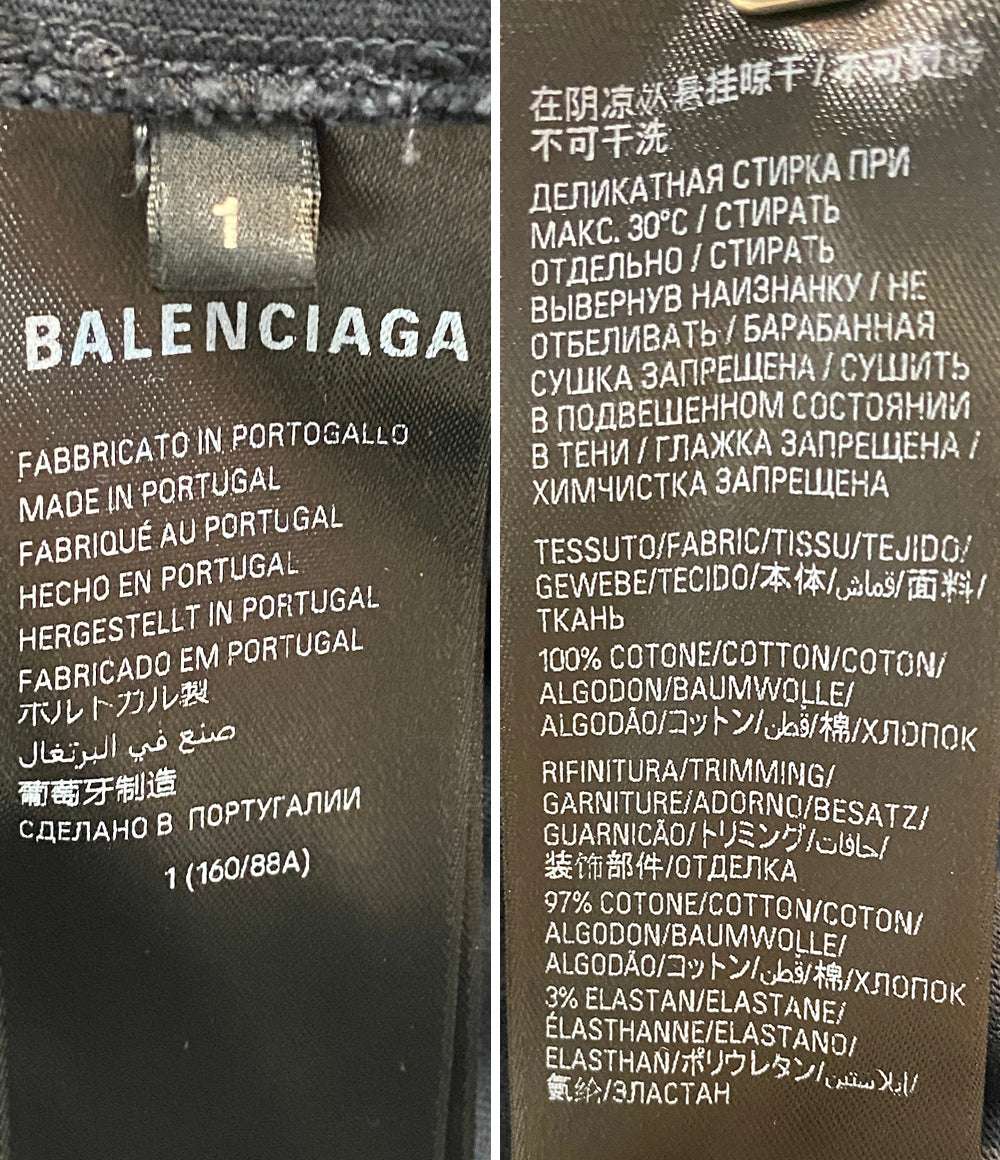 1
BALENCIAGA
FABBRICATO IN PORTOGALLO
MADE IN PORTUGAL
FABRIQUÉ AU PORTUGAL
HECHO EN PORTUGAL
HERGESTELLT IN PORTUGAL
FABRICADO EM PORTUGAL
ポルトガル製
صنع في البرتغال
葡萄牙制造
СДЕЛАНО В ПОРТУГАЛИИ
1 (160/88A)
在阴凉处悬挂晾干 / 不可
不可干洗
ДЕЛИКАТНАЯ СТИРКА ПРИ
МАКС. 30°C / СТИРАТЬ
ОТДЕЛЬНО / СТИРАТЬ
ВЫВЕРНУВ НАИЗНАНКУ / НЕ
ОТБЕЛИВАТЬ / БАРАБАННАЯ
СУШКА ЗАПРЕЩЕНА / СУШИТЬ
В ПОДВЕШЕННОМ СОСТОЯНИИ
В ТЕНИ / ГЛАЖКА ЗАПРЕЩЕНА /
ХИМЧИСТКА ЗАПРЕЩЕНА
TESSUTO/FABRIC/TISSU/TEJIDO/
GEWEBE/TECIDO/本体/قماش/面料/
ТКАНЬ
100% COTONE/COTTON/COTON/
ALGODON/BAUMWOLLE/
ALGODÃO/コットン/قطن/棉/ХЛОПОК
RIFINITURA/TRIMMING/
GARNITURE/ADORNO/BESATZ/
GUARNICÃO/トリミング/حافات/
装饰部件/ОТДЕЛКА
97% COTONE/COTTON/COTON/
ALGODON/BAUMWOLLE/
ALGODÃO/コットン/قطن/棉/ХЛОПОК
3% ELASTAN/ELASTANE/
ÉLASTHANNE/ELASTANO/
ELASTHAÑ/ポリウレタン/إيلاستين/
氨纶/ЭЛАСТАН